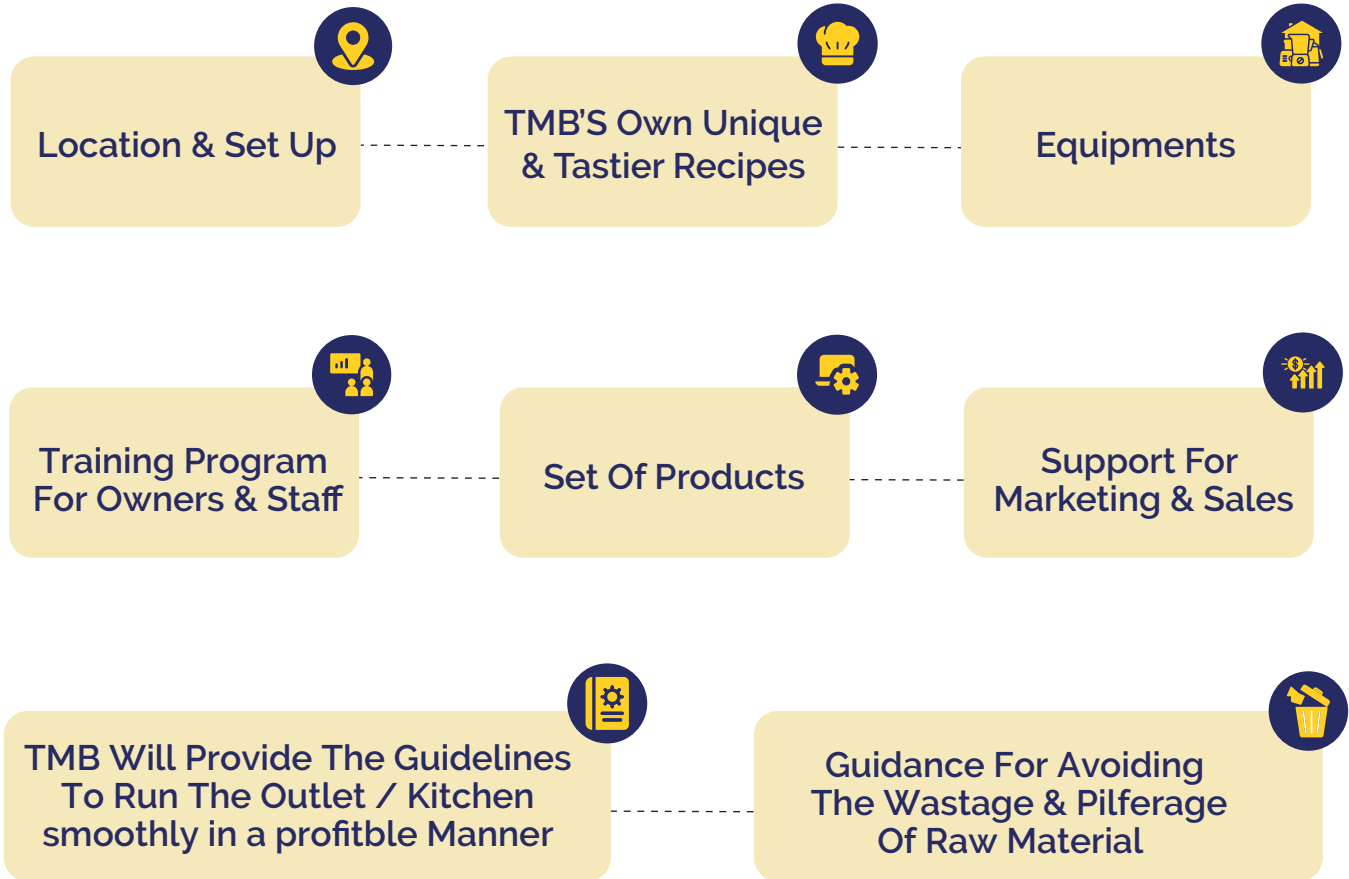 Location & Set Up
TMB’S Own Unique
& Tastier Recipes
Equipments
Training Program
For Owners & Staff
Set Of Products
Support For
Marketing & Sales
TMB Will Provide The Guidelines
To Run The Outlet / Kitchen
smoothly in a profitble Manner
Guidance For Avoiding
The Wastage & Pilferage
Of Raw Material